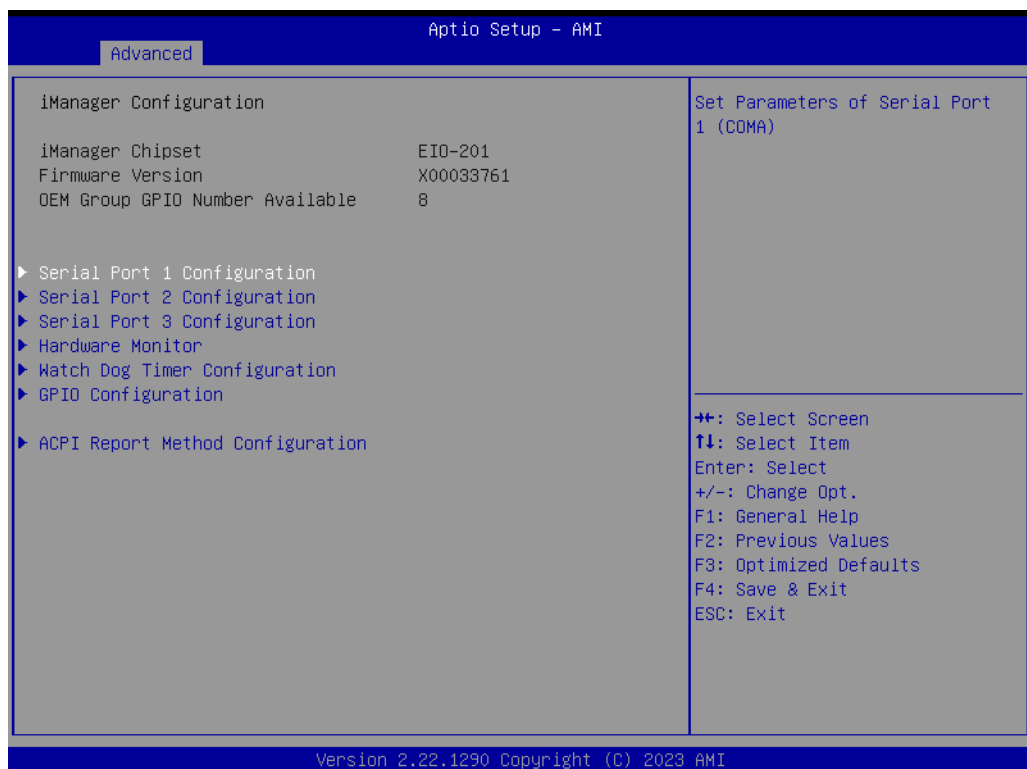 Aptio Setup – AMI
Advanced
iManager Configuration
iManager Chipset EIO-201
Firmware Version X00033761
OEM Group GPIO Number Available 8
▶ Serial Port 1 Configuration
▶ Serial Port 2 Configuration
▶ Serial Port 3 Configuration
▶ Hardware Monitor
▶ Watch Dog Timer Configuration
▶ GPIO Configuration
▶ ACPI Report Method Configuration
Set Parameters of Serial Port
1 (COMA)
→←: Select Screen
↑↓: Select Item
Enter: Select
+/-: Change Opt.
F1: General Help
F2: Previous Values
F3: Optimized Defaults
F4: Save & Exit
ESC: Exit
Version 2.22.1290 Copyright (C) 2023 AMI